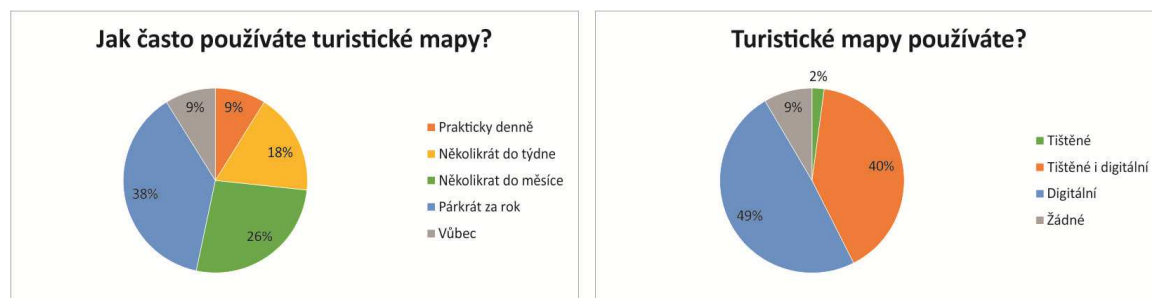 Jak často používáte turistické mapy?
9%
9%
18%
26%
38%
Prakticky denně
Několikrát do týdne
Několikrat do měsíce
Párkrát za rok
Vůbec
Turistické mapy používáte?
2%
9%
40%
49%
Tištěné
Tištěné i digitální
Digitální
Žádné